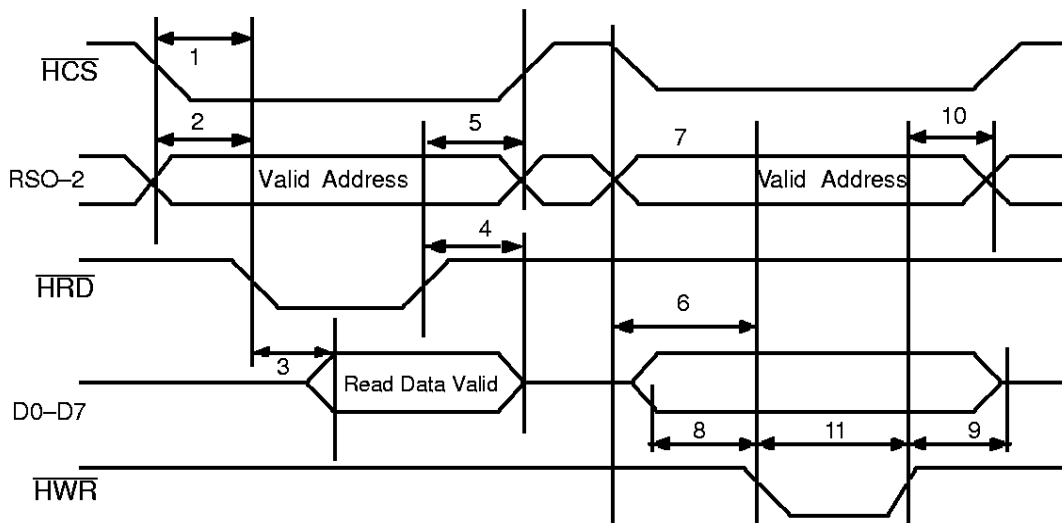 1
HCS
2
5
7
10
RSO–2
Valid Address
Valid Address
4
HRD
6
3
Read Data Valid
D0–D7
8
11
9
HWR